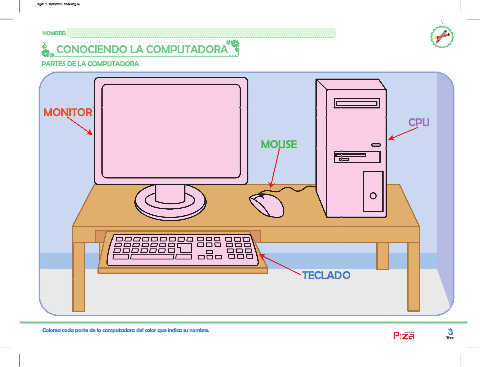 NOMBRE:
CONOCIENDO LA COMPUTADORA
PARTES DE LA COMPUTADORA
MONITOR
CPU
MOUSE
TECLADO
Colorea cada parte de la computadora del color que indica su nombre.
3